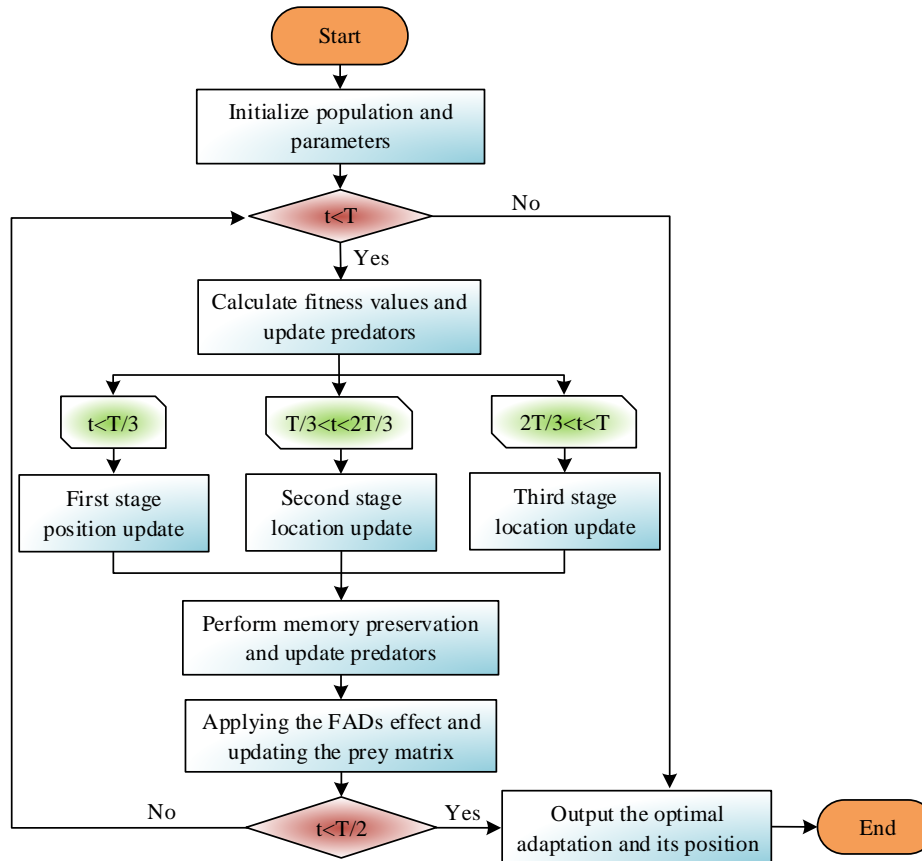 Start
Initialize population and
parameters
t<T
No
Yes
Calculate fitness values and
update predators
t<T/3
T/3<t<2T/3
2T/3<t<T
First stage
position update
Second stage
location update
Third stage
location update
Perform memory preservation
and update predators
Applying the FADs effect and
updating the prey matrix
No
t<T/2
Yes
Output the optimal
adaptation and its position
End